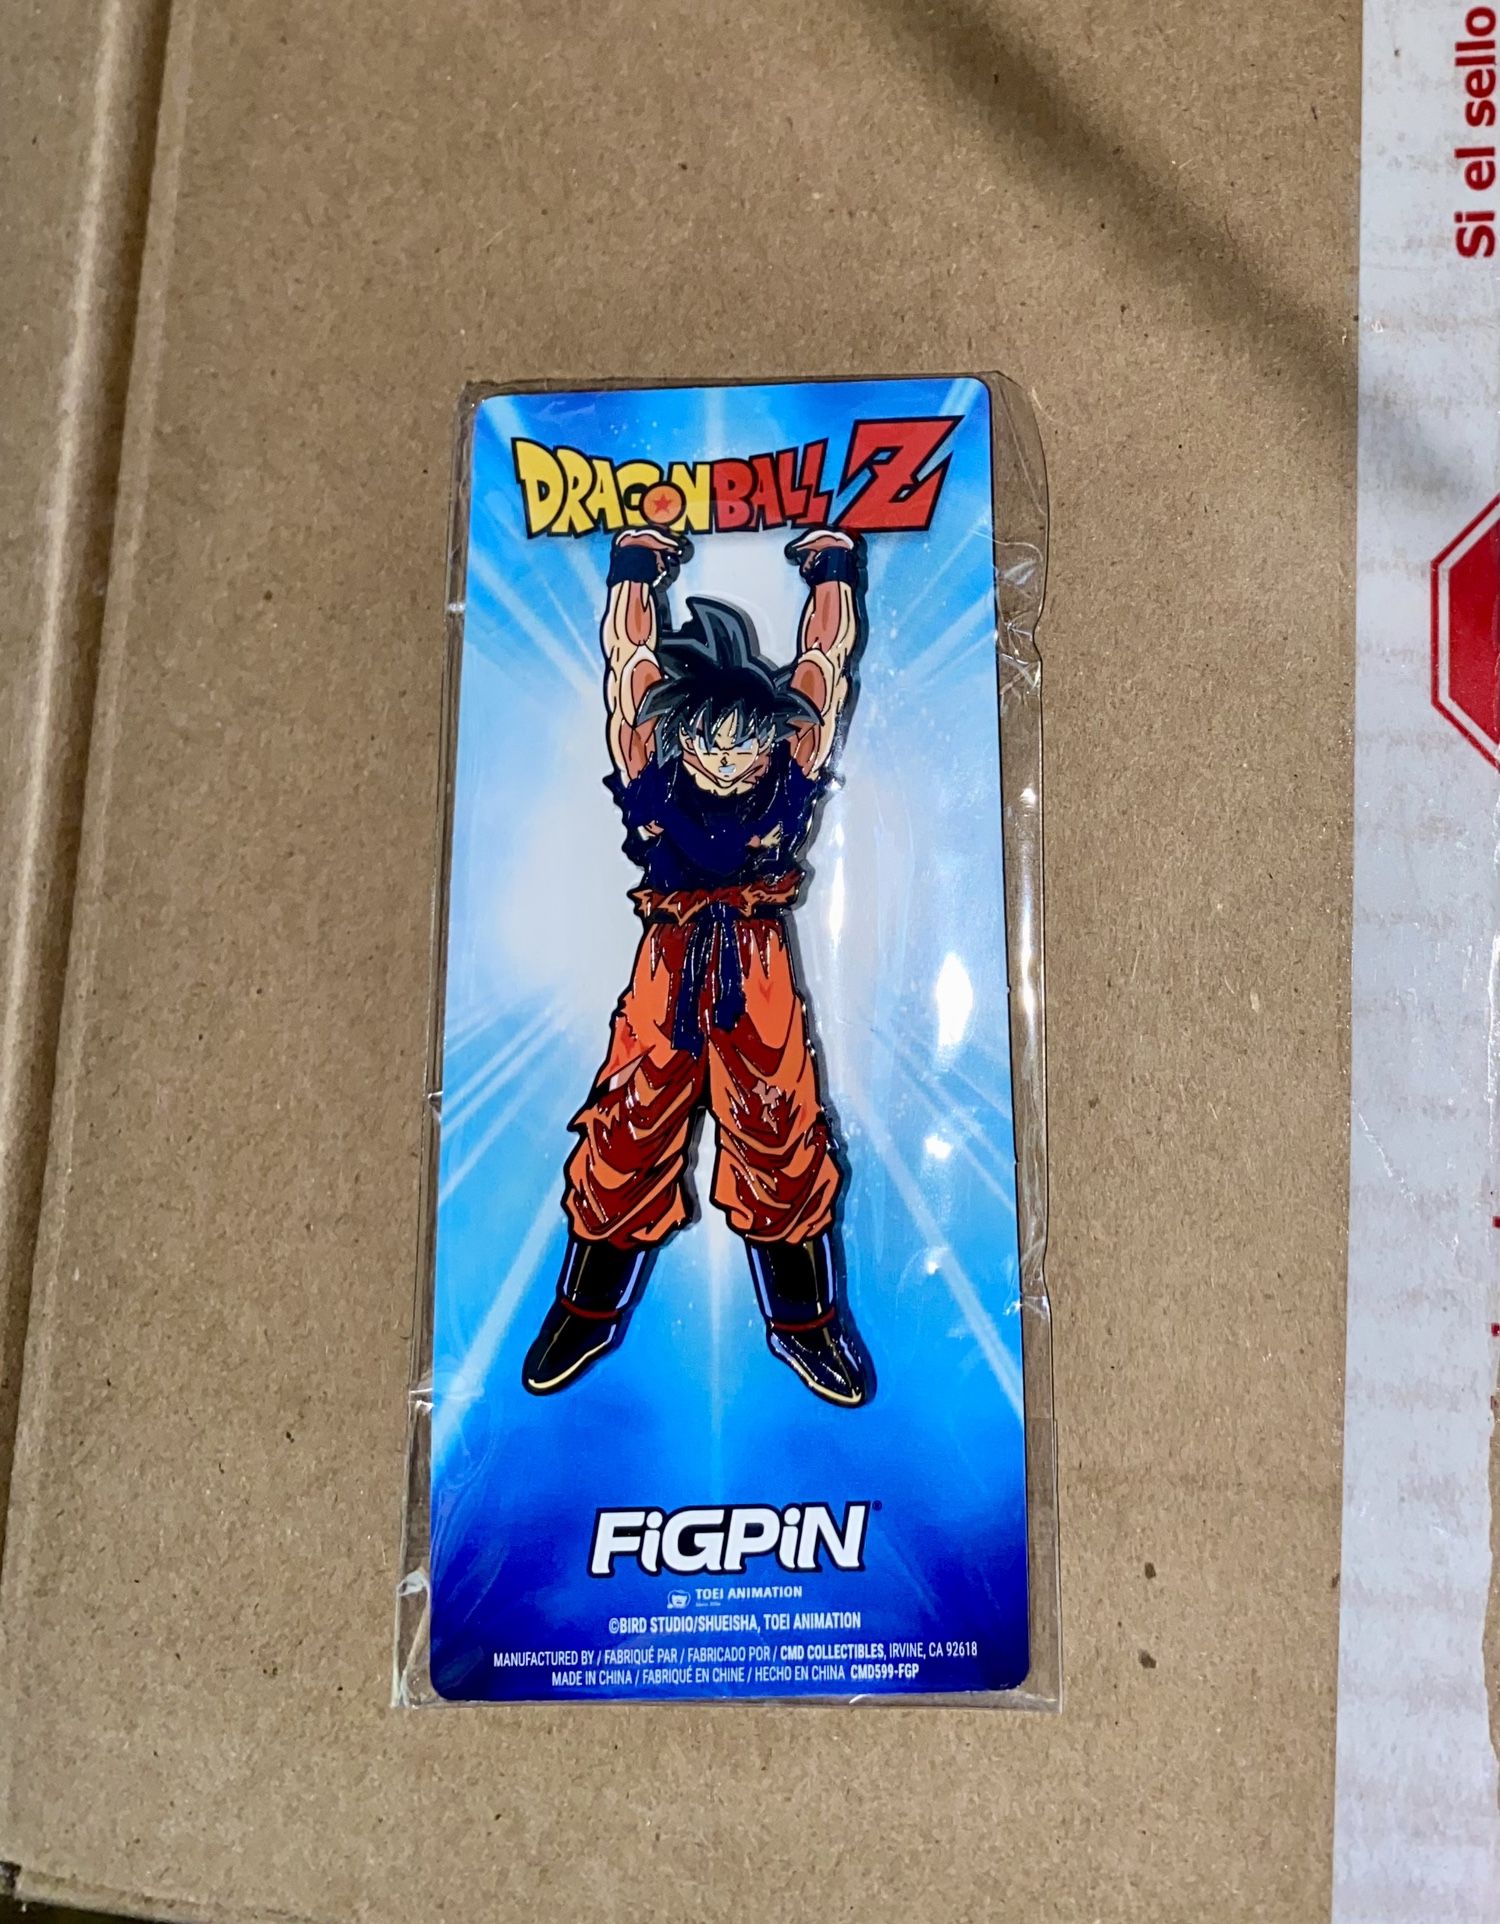 DRAGONBALL Z
FiGPiN®
TOEI ANIMATION
©BIRD STUDIO/SHUEISHA, TOEI ANIMATION
MANUFACTURED BY / FABRIQUÉ PAR / FABRICADO POR / CMD COLLECTIBLES, IRVINE, CA 92618
MADE IN CHINA / FABRIQUÉ EN CHINE / HECHO EN CHINA CMD599-FGP
Si el sello